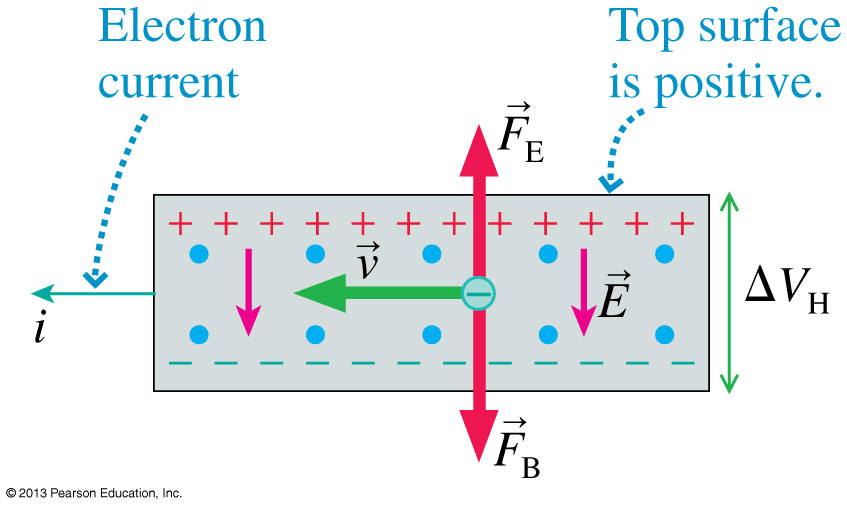 Electron
current
Top surface
is positive.
F⃗E
+ + + + + + + + + + + +
v⃗
−
E⃗
ΔVH
i
− − − − − − − − − − − −
F⃗B
© 2013 Pearson Education, Inc.